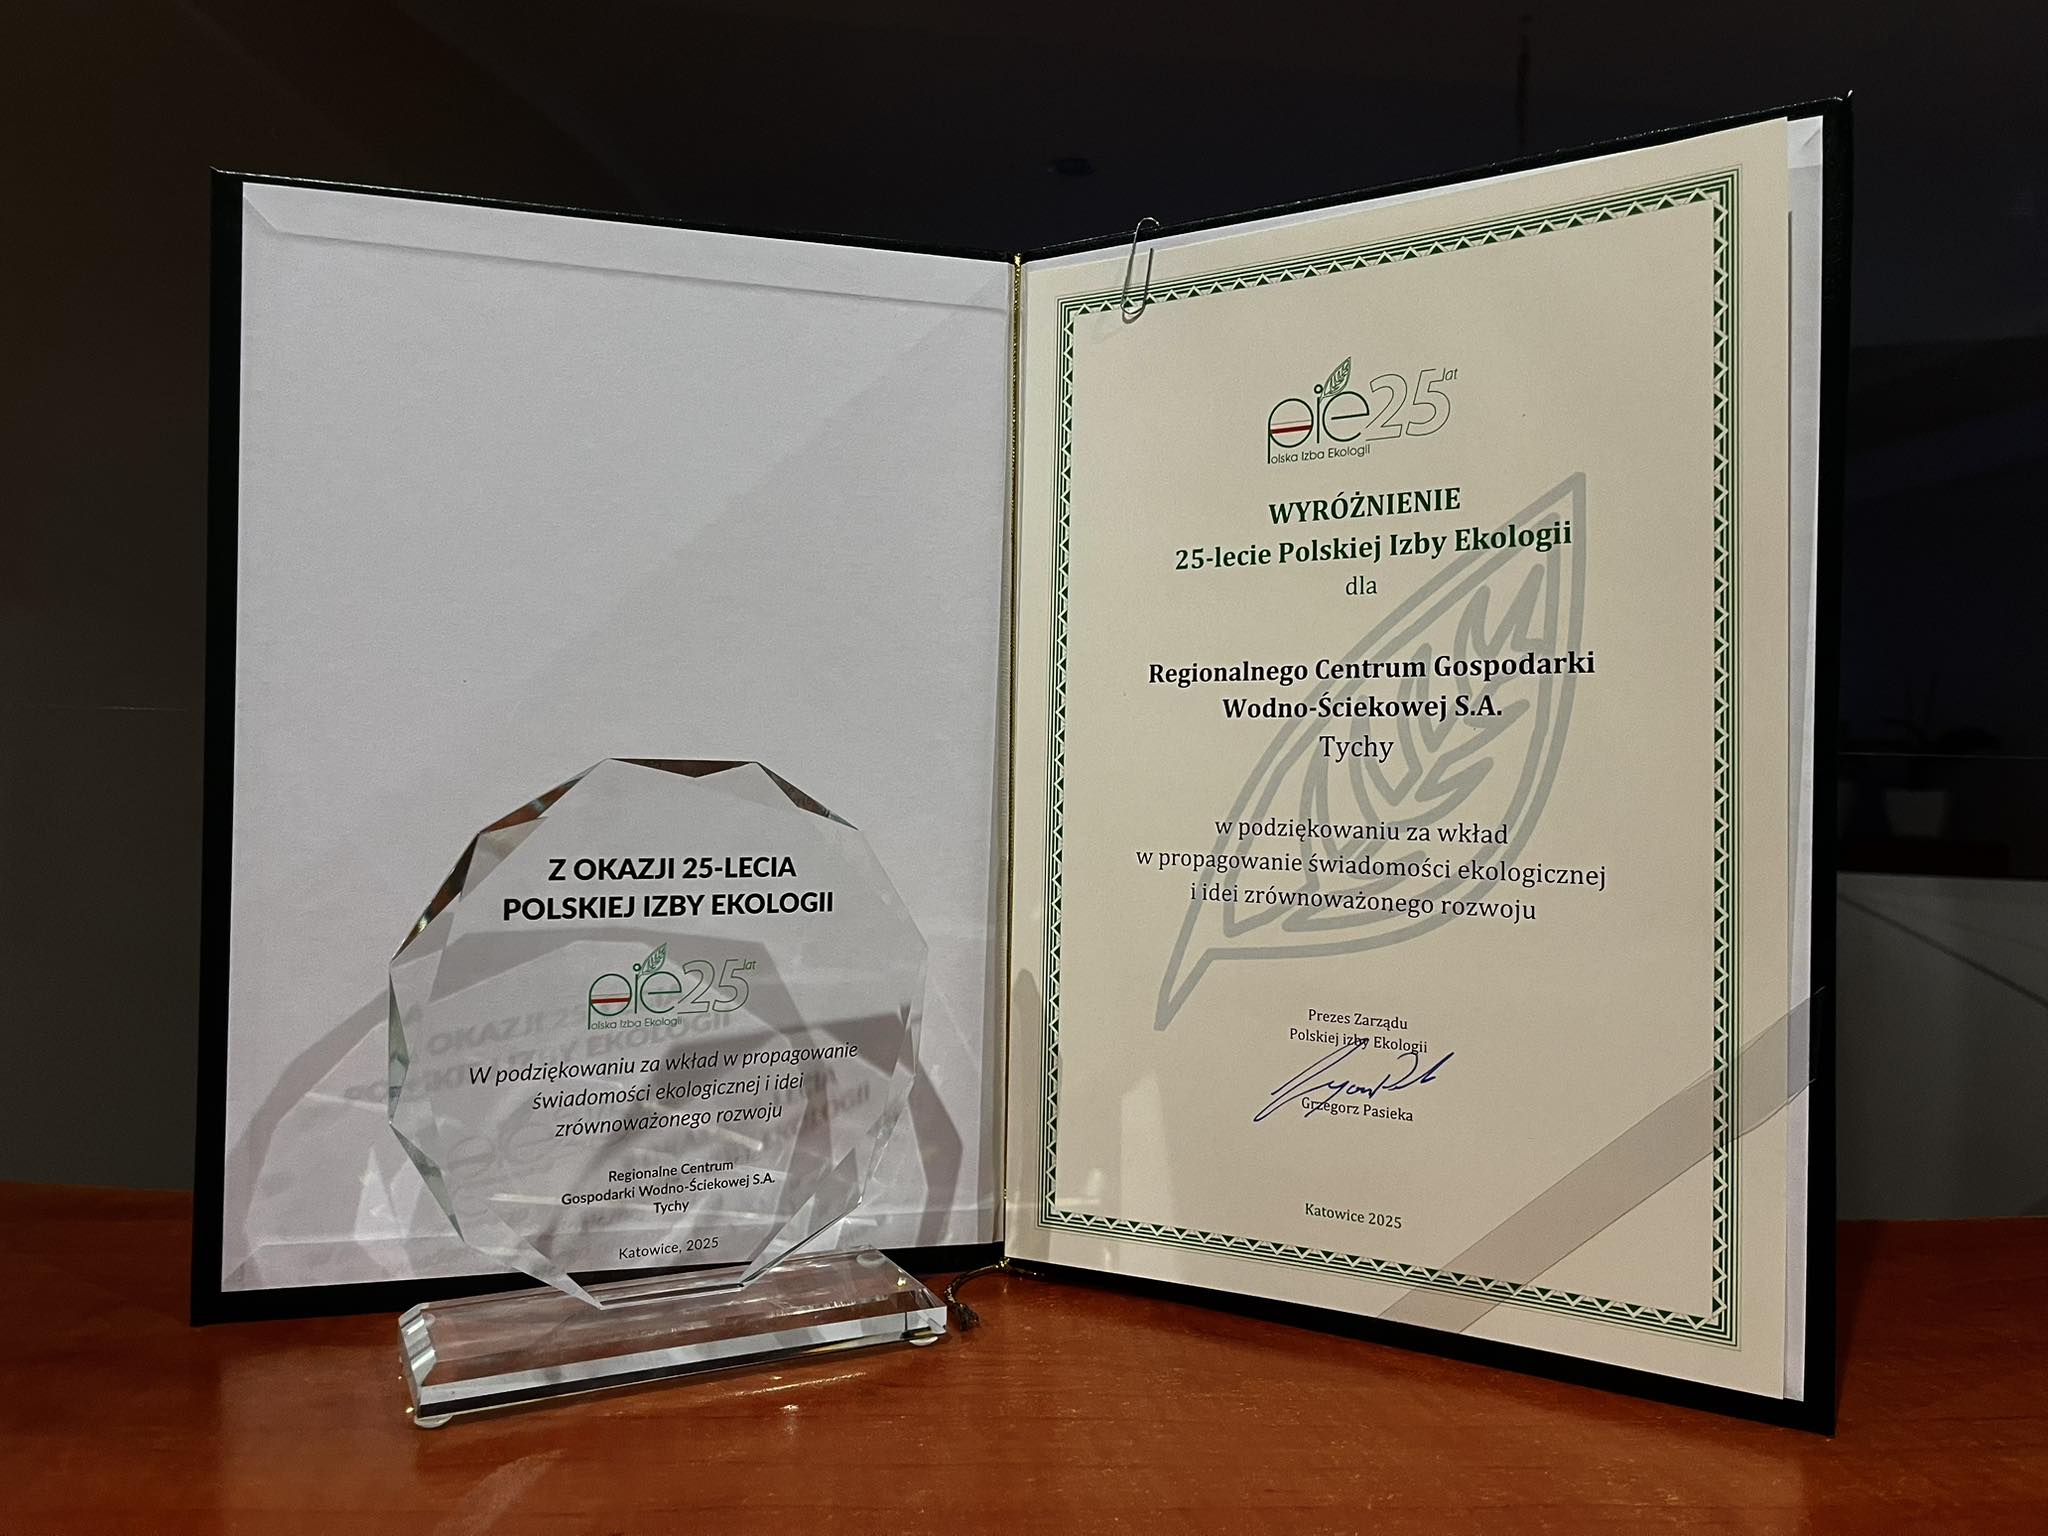 Z OKAZJI 25-LECIA
POLSKIEJ IZBY EKOLOGII
pie25 lat
Polska Izba Ekologii
W podziękowaniu za wkład w propagowanie
świadomości ekologicznej i idei
zrównoważonego rozwoju
Regionalne Centrum
Gospodarki Wodno-Ściekowej S.A.
Tychy
Katowice, 2025
pie25 lat
Polska Izba Ekologii
WYRÓŻNIENIE
25-lecie Polskiej Izby Ekologii
dla
Regionalnego Centrum Gospodarki
Wodno-Ściekowej S.A.
Tychy
w podziękowaniu za wkład
w propagowanie świadomości ekologicznej
i idei zrównoważonego rozwoju
Prezes Zarządu
Polskiej izby Ekologii
Grzegorz Pasieka
Katowice 2025